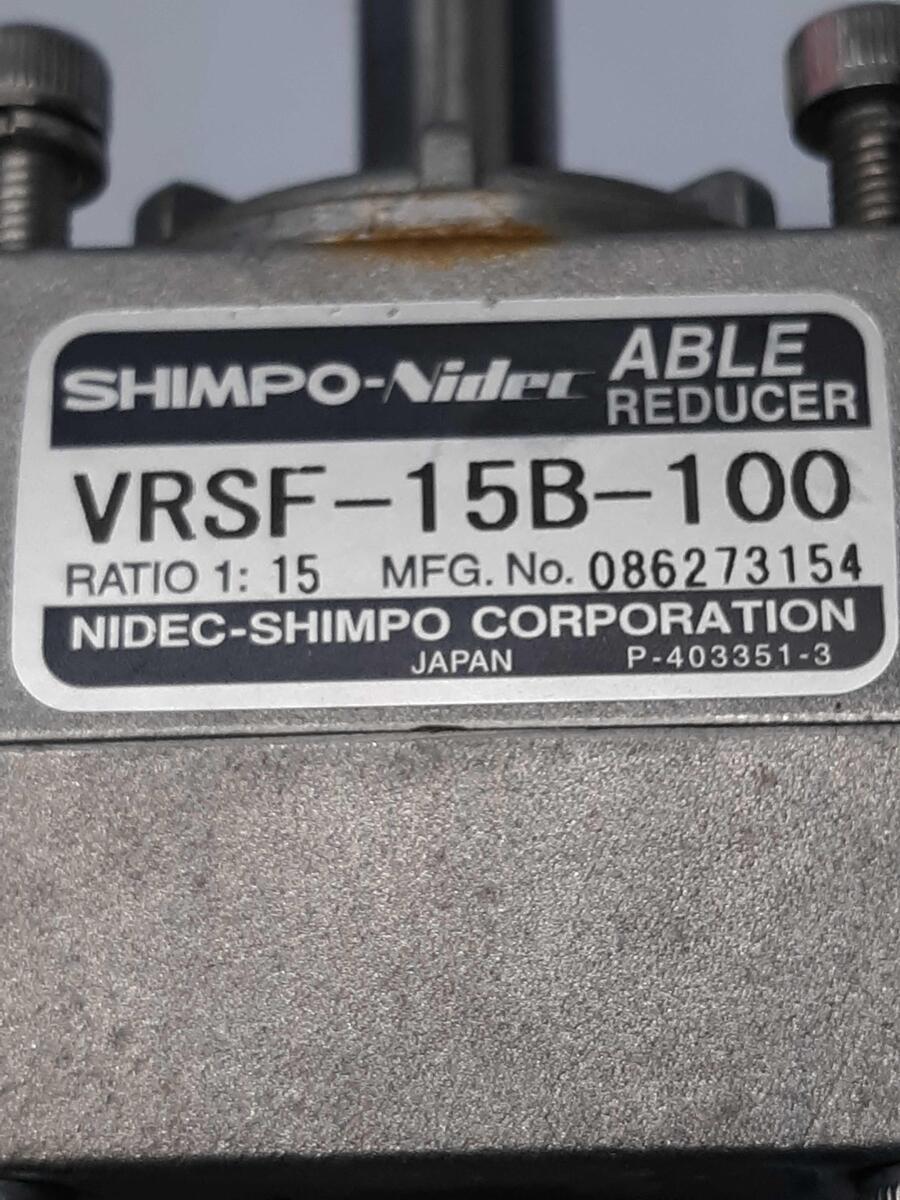 SHIMPO-Nidec ABLE REDUCER
VRSF-15B-100
RATIO 1: 15 MFG. No. 086273154
NIDEC-SHIMPO CORPORATION
JAPAN P-403351-3